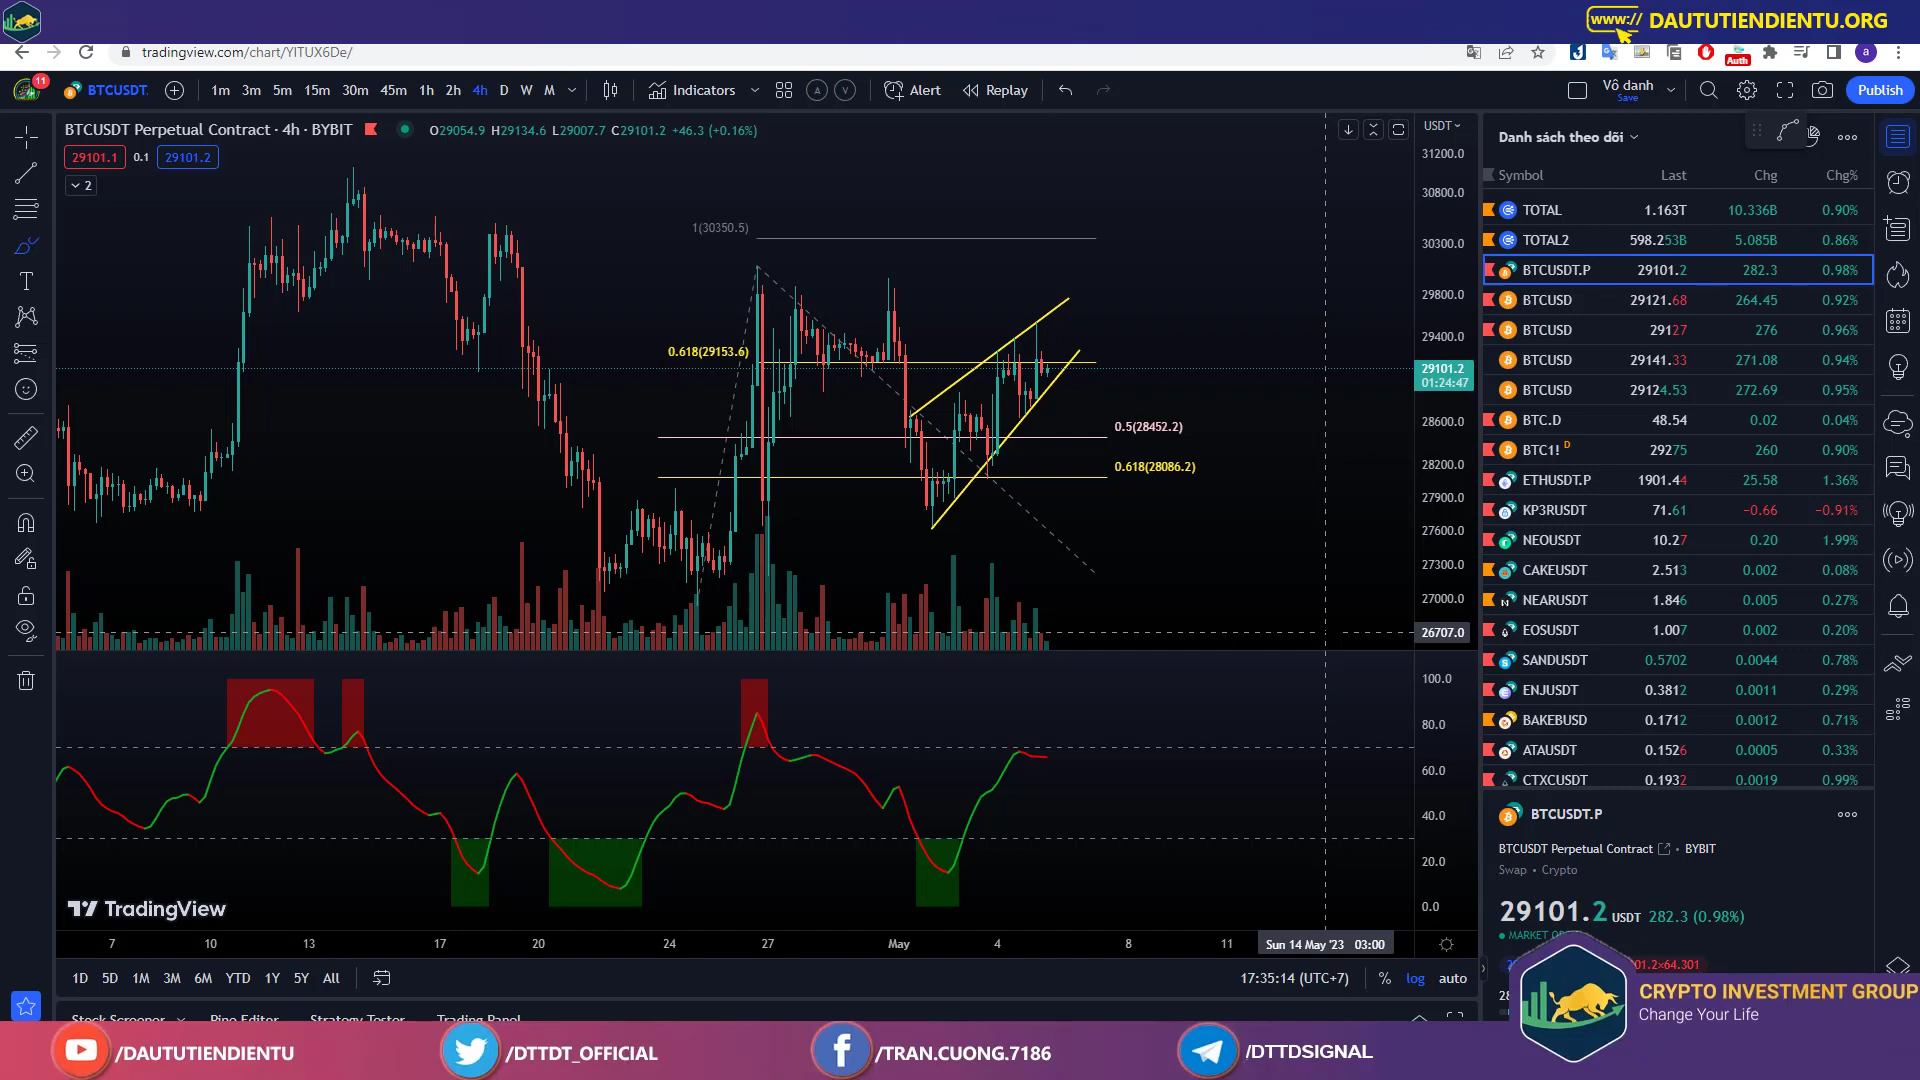 www:// DAUTUTIENDIENTU.ORG
tradingview.com/chart/YITUX6De/
Auth
a
11
BTCUSDT.
1m 3m 5m 15m 30m 45m 1h 2h 4h D W M
Indicators
A V
Alert
Replay
Vô danh
Save
Publish
BTCUSDT Perpetual Contract · 4h · BYBIT
O29054.9 H29134.6 L29007.7 C29101.2 +46.3 (+0.16%)
29101.1 0.1 29101.2
2
USDT
31200.0
30800.0
30300.0
29800.0
29400.0
29101.2
01:24:47
28600.0
28200.0
27900.0
27600.0
27300.0
27000.0
26707.0
1(30350.5)
0.618(29153.6)
0.5(28452.2)
0.618(28086.2)
100.0
80.0
60.0
40.0
20.0
0.0
TradingView
7 10 13 17 20 24 27 May 4 8 11
Sun 14 May '23 03:00
1D 5D 1M 3M 6M YTD 1Y 5Y All
17:35:14 (UTC+7) % log auto
Stock Screener Pine Editor Strategy Tester Trading Panel
Danh sách theo dõi
Symbol Last Chg Chg%
TOTAL 1.163T 10.336B 0.90%
TOTAL2 598.253B 5.085B 0.86%
BTCUSDT.P 29101.2 282.3 0.98%
BTCUSD 29121.68 264.45 0.92%
BTCUSD 29127 276 0.96%
BTCUSD 29141.33 271.08 0.94%
BTCUSD 29124.53 272.69 0.95%
BTC.D 48.54 0.02 0.04%
BTC1! D 29275 260 0.90%
ETHUSDT.P 1901.44 25.58 1.36%
KP3RUSDT 71.61 −0.66 −0.91%
NEOUSDT 10.27 0.20 1.99%
CAKEUSDT 2.513 0.002 0.08%
NEARUSDT 1.846 0.005 0.27%
EOSUSDT 1.007 0.002 0.20%
SANDUSDT 0.5702 0.0044 0.78%
ENJUSDT 0.3812 0.0011 0.29%
BAKEBUSD 0.1712 0.0012 0.71%
ATAUSDT 0.1526 0.0005 0.33%
CTXCUSDT 0.1932 0.0019 0.99%
BTCUSDT.P
BTCUSDT Perpetual Contract • BYBIT
Swap • Crypto
29101.2 USDT 282.3 (0.98%)
MARKET
01.2×64.301
CRYPTO INVESTMENT GROUP
Change Your Life
/DAUTUTIENDIENTU
/DTTDT_OFFICIAL
/TRAN.CUONG.7186
/DTTDSIGNAL